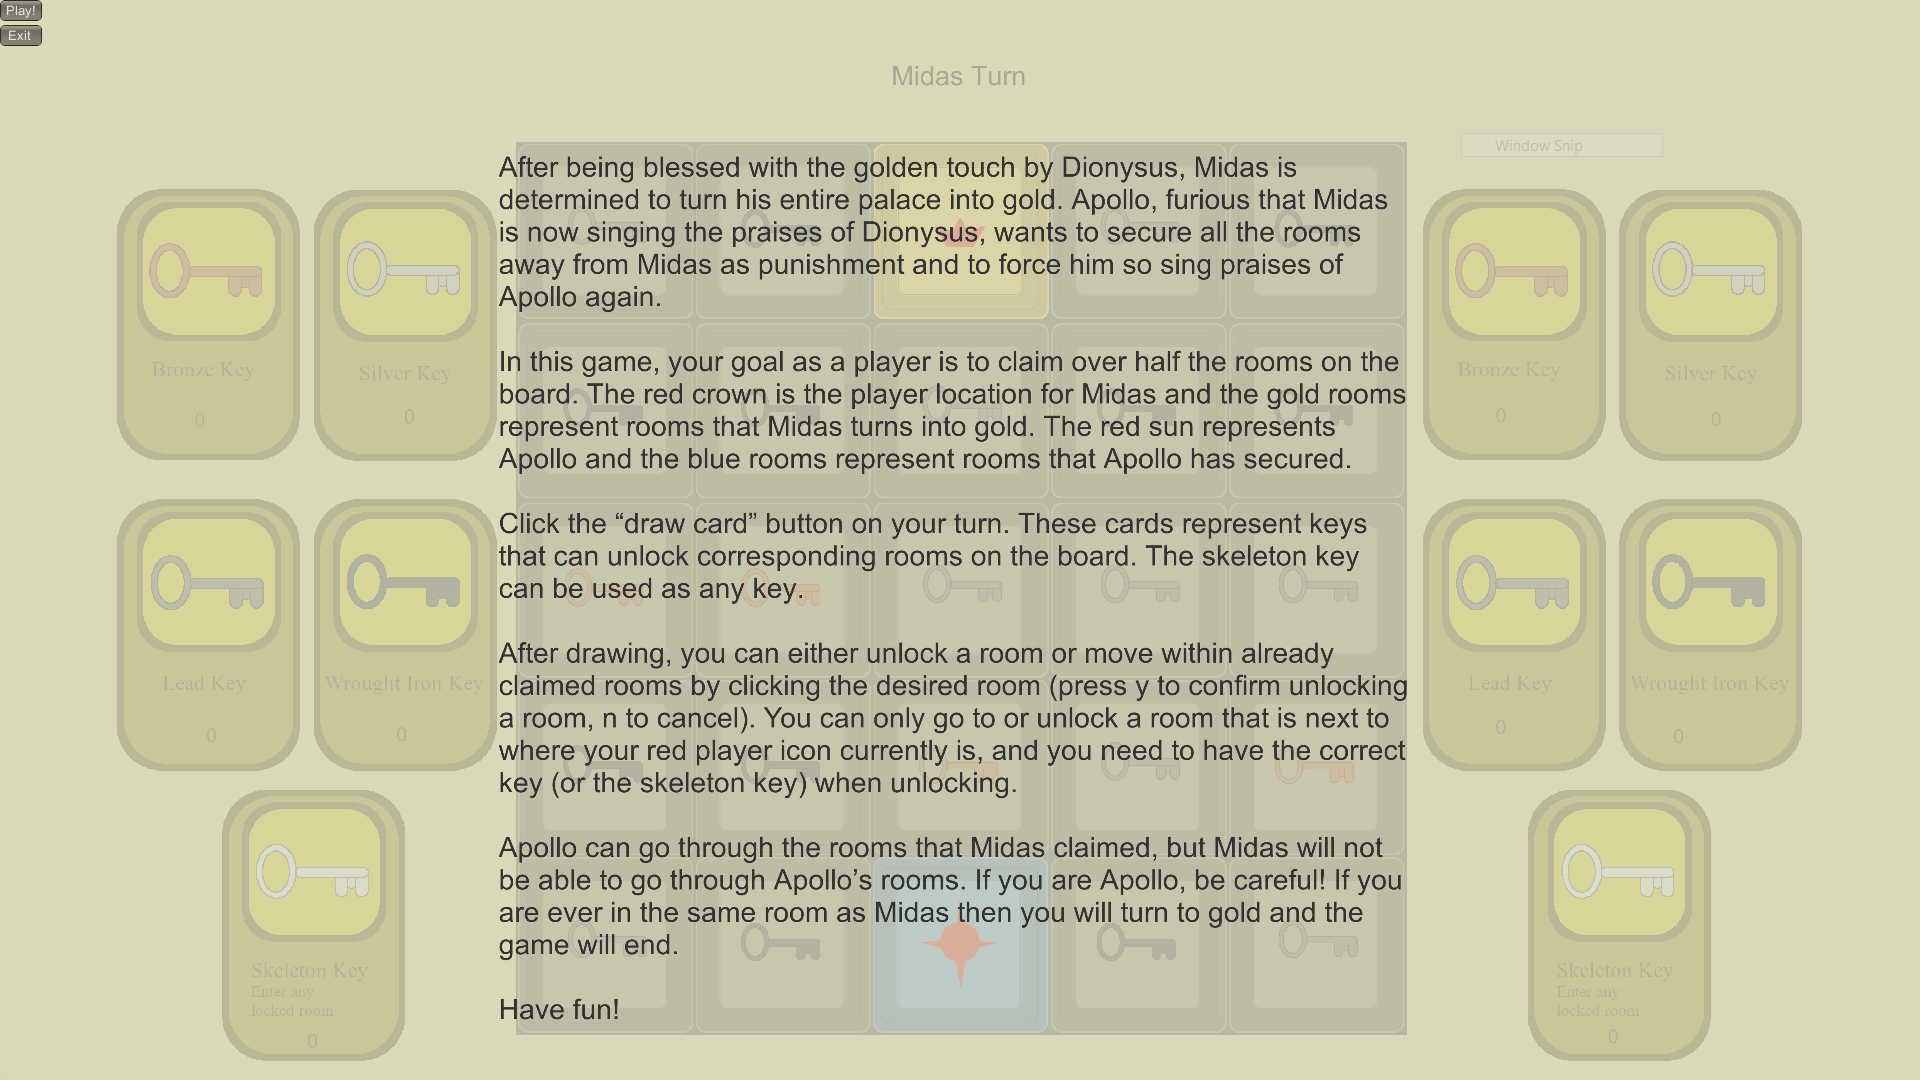 Play!
Exit
Midas Turn
Window Snip
After being blessed with the golden touch by Dionysus, Midas is
determined to turn his entire palace into gold. Apollo, furious that Midas
is now singing the praises of Dionysus, wants to secure all the rooms
away from Midas as punishment and to force him so sing praises of
Apollo again.
In this game, your goal as a player is to claim over half the rooms on the
board. The red crown is the player location for Midas and the gold rooms
represent rooms that Midas turns into gold. The red sun represents
Apollo and the blue rooms represent rooms that Apollo has secured.
Click the “draw card” button on your turn. These cards represent keys
that can unlock corresponding rooms on the board. The skeleton key
can be used as any key.
After drawing, you can either unlock a room or move within already
claimed rooms by clicking the desired room (press y to confirm unlocking
a room, n to cancel). You can only go to or unlock a room that is next to
where your red player icon currently is, and you need to have the correct
key (or the skeleton key) when unlocking.
Apollo can go through the rooms that Midas claimed, but Midas will not
be able to go through Apollo’s rooms. If you are Apollo, be careful! If you
are ever in the same room as Midas then you will turn to gold and the
game will end.
Have fun!
Bronze Key
0
Silver Key
0
Lead Key
0
Wrought Iron Key
0
Skeleton Key
Enter any
locked room
0
Bronze Key
0
Silver Key
0
Lead Key
0
Wrought Iron Key
0
Skeleton Key
Enter any
locked room
0